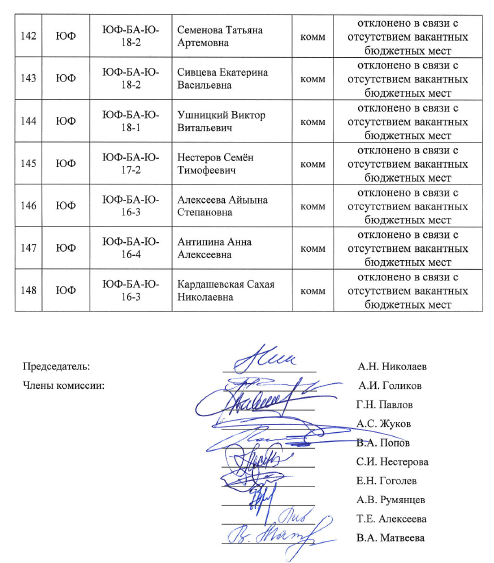 142 ЮФ ЮФ-БА-Ю-18-2 Семенова Татьяна Артемовна комм отклонено в связи с отсутствием вакантных бюджетных мест
143 ЮФ ЮФ-БА-Ю-18-2 Сивцева Екатерина Васильевна комм отклонено в связи с отсутствием вакантных бюджетных мест
144 ЮФ ЮФ-БА-Ю-18-1 Ушницкий Виктор Витальевич комм отклонено в связи с отсутствием вакантных бюджетных мест
145 ЮФ ЮФ-БА-Ю-17-2 Нестеров Семён Тимофеевич комм отклонено в связи с отсутствием вакантных бюджетных мест
146 ЮФ ЮФ-БА-Ю-16-3 Алексеева Айыына Степановна комм отклонено в связи с отсутствием вакантных бюджетных мест
147 ЮФ ЮФ-БА-Ю-16-4 Антипина Анна Алексеевна комм отклонено в связи с отсутствием вакантных бюджетных мест
148 ЮФ ЮФ-БА-Ю-16-3 Кардашевская Сахая Николаевна комм отклонено в связи с отсутствием вакантных бюджетных мест
Председатель: А.Н. Николаев
Члены комиссии: А.И. Голиков
Г.Н. Павлов
А.С. Жуков
В.А. Попов
С.И. Нестерова
Е.Н. Гоголев
А.В. Румянцев
Т.Е. Алексеева
В.А. Матвеева